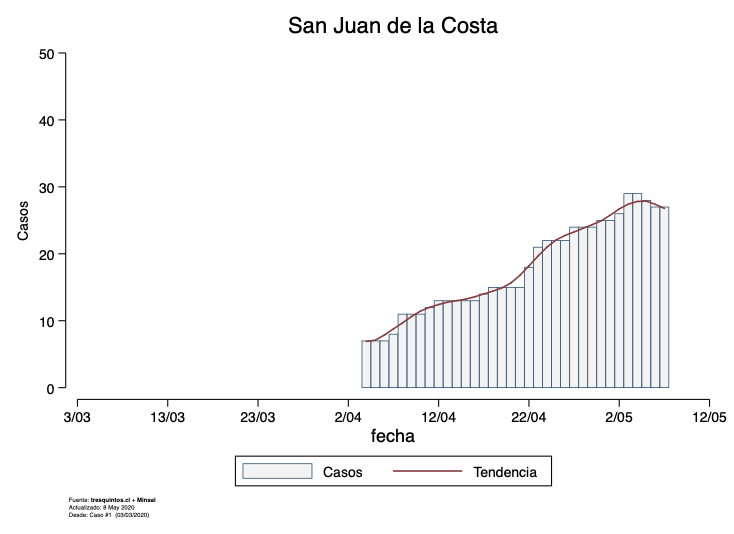 San Juan de la Costa
Casos
50
40
30
20
10
0
3/03 13/03 23/03 2/04 12/04 22/04 2/05 12/05
fecha
Casos Tendencia
Fuente: tresquintos.cl + Minsal
Actualizado: 8 May 2020
Desde: Caso #1 (03/03/2020)